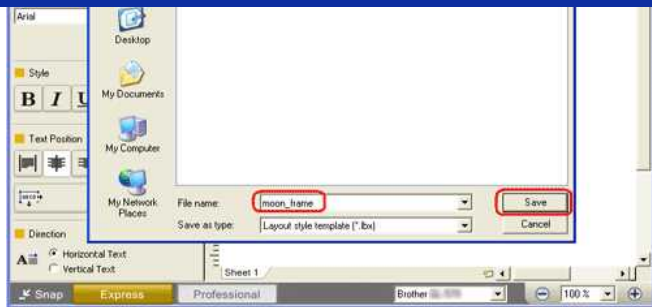 Arial
Desktop
Style
B I U
My Documents
Text Position
My Computer
My Network
Places
File name:
moon_frame
Save
Save as type:
Layout style template (*.lbx)
Cancel
Direction
A
Horizontal Text
Vertical Text
Sheet 1
Snap
Express
Professional
Brother
100 %